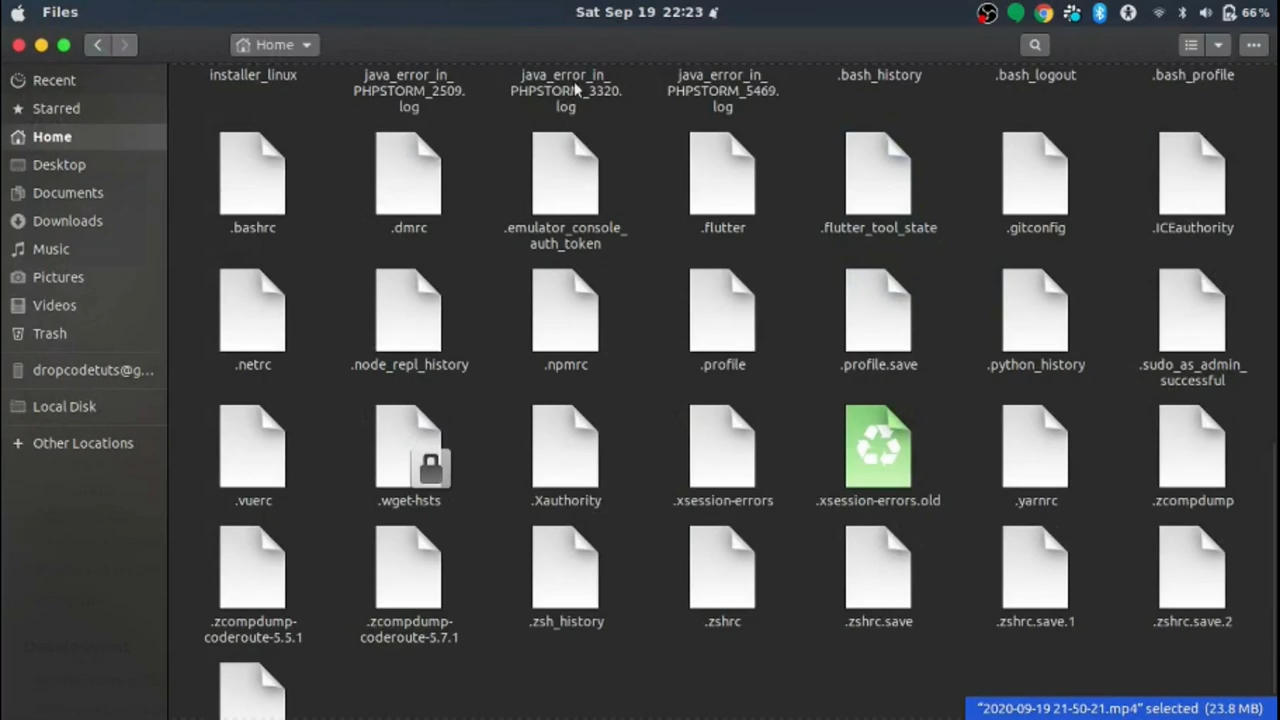 Files
Sat Sep 19 22:23
66%
Home
Recent
Starred
Home
Desktop
Documents
Downloads
Music
Pictures
Videos
Trash
dropcodetuts@g...
Local Disk
+ Other Locations
installer_linux
java_error_in_
PHPSTORM_2509.
log
java_error_in_
PHPSTORM_3320.
log
java_error_in_
PHPSTORM_5469.
log
.bash_history
.bash_logout
.bash_profile
.bashrc
.dmrc
.emulator_console_
auth_token
.flutter
.flutter_tool_state
.gitconfig
.ICEauthority
.netrc
.node_repl_history
.npmrc
.profile
.profile.save
.python_history
.sudo_as_admin_
successful
.vuerc
.wget-hsts
.Xauthority
.xsession-errors
.xsession-errors.old
.yarnrc
.zcompdump
.zcompdump-
coderoute-5.5.1
.zcompdump-
coderoute-5.7.1
.zsh_history
.zshrc
.zshrc.save
.zshrc.save.1
.zshrc.save.2
"2020-09-19 21-50-21.mp4" selected (23.8 MB)